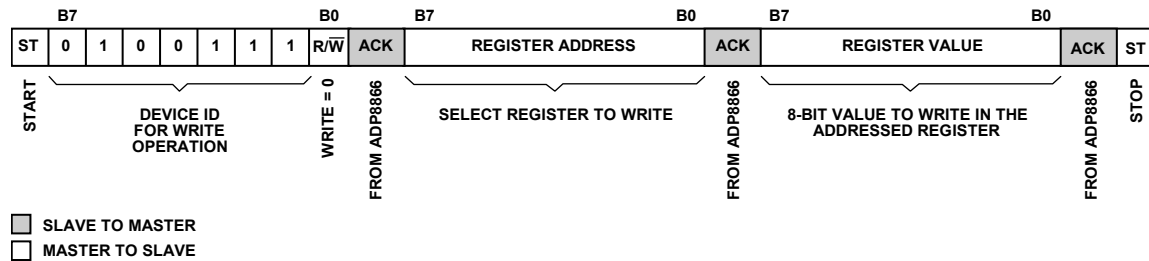 B7 B0 B7 B0 B7 B0
ST 0 1 0 0 1 1 1 R/W̅ ACK REGISTER ADDRESS ACK REGISTER VALUE ACK ST
START
DEVICE ID
FOR WRITE
OPERATION
WRITE = 0
FROM ADP8866
SELECT REGISTER TO WRITE
FROM ADP8866
8-BIT VALUE TO WRITE IN THE
ADDRESSED REGISTER
FROM ADP8866
STOP
SLAVE TO MASTER
MASTER TO SLAVE